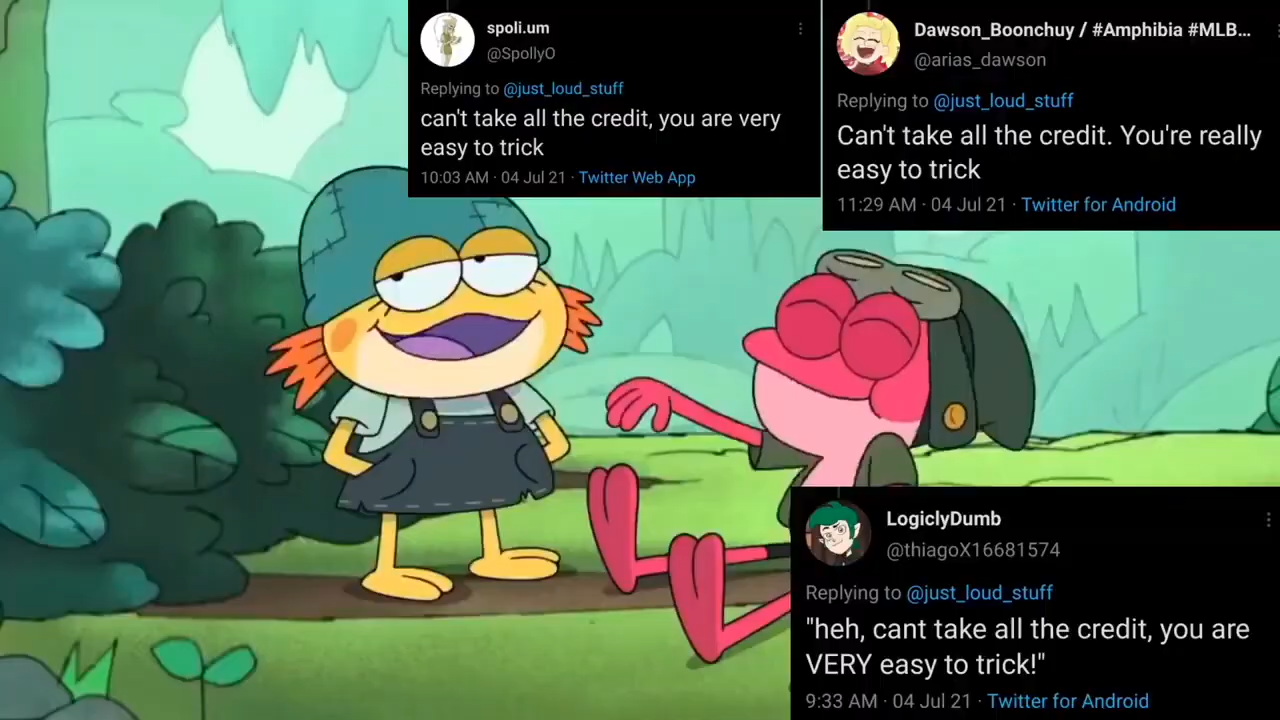 spoli.um
@SpollyO
Replying to @just_loud_stuff
can't take all the credit, you are very
easy to trick
10:03 AM · 04 Jul 21 · Twitter Web App
Dawson_Boonchuy / #Amphibia #MLB...
@arias_dawson
Replying to @just_loud_stuff
Can't take all the credit. You're really
easy to trick
11:29 AM · 04 Jul 21 · Twitter for Android
LogiclyDumb
@thiagoX16681574
Replying to @just_loud_stuff
"heh, cant take all the credit, you are
VERY easy to trick!"
9:33 AM · 04 Jul 21 · Twitter for Android